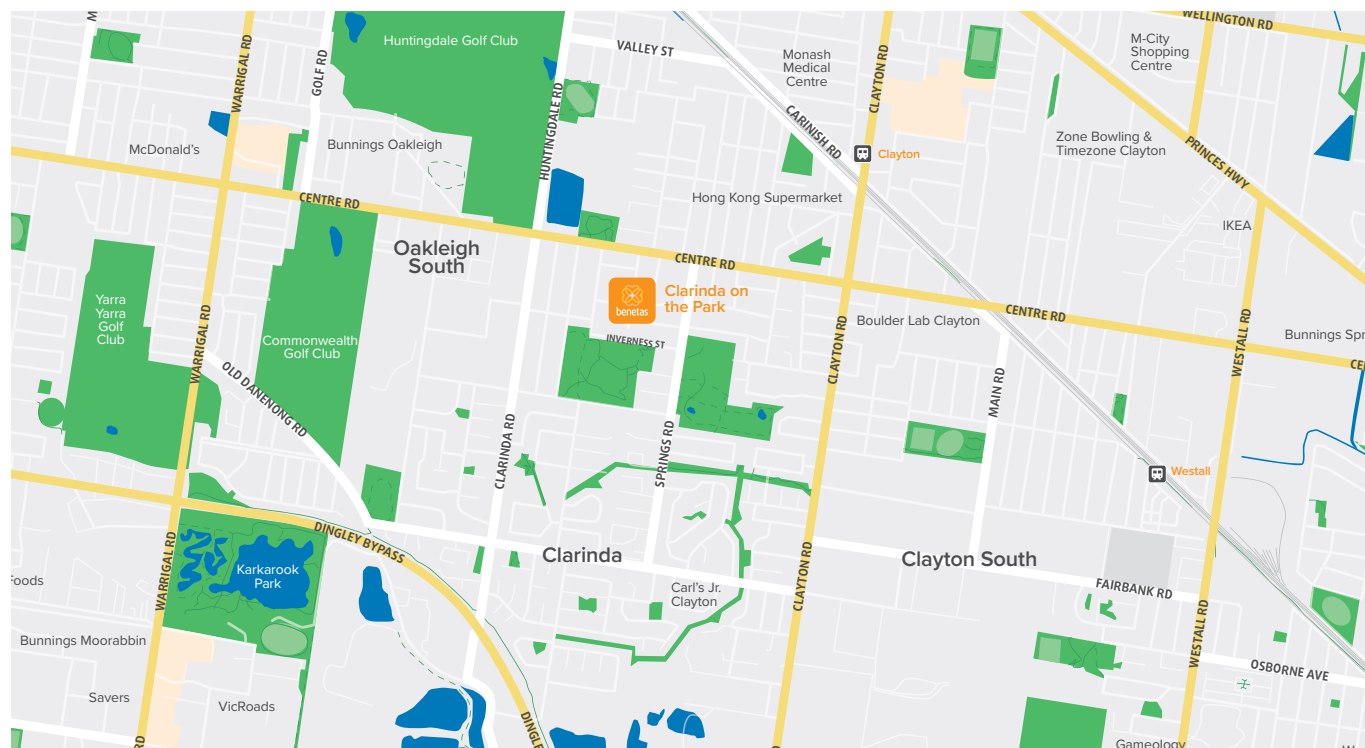 M
WELLINGTON RD
GOLF RD
Huntingdale Golf Club
VALLEY ST
Monash
Medical
Centre
M-City
Shopping
Centre
WARRIGAL RD
CLAYTON RD
HUNTINGDALE RD
CARINISH RD
McDonald's
Bunnings Oakleigh
Clayton
Zone Bowling &
Timezone Clayton
PRINCES HWY
CENTRE RD
Hong Kong Supermarket
IKEA
Oakleigh
South
CENTRE RD
benetas
Clarinda on
the Park
Yarra
Yarra
Golf
Club
WARRIGAL RD
Commonwealth
Golf Club
INVERNESS ST
CLAYTON RD
Boulder Lab Clayton
CENTRE RD
WESTALL RD
Bunnings Spr
CE
OLD DANENONG RD
MAIN RD
CLARINDA RD
SPRINGS RD
Westall
DINGLEY BYPASS
WARRIGAL RD
Clarinda
Clayton South
Karkarook
Park
CLAYTON RD
Foods
Carl's Jr.
Clayton
FAIRBANK RD
Bunnings Moorabbin
WESTALL RD
OSBORNE AVE
Savers
VicRoads
DINGLE
RD
Gameology